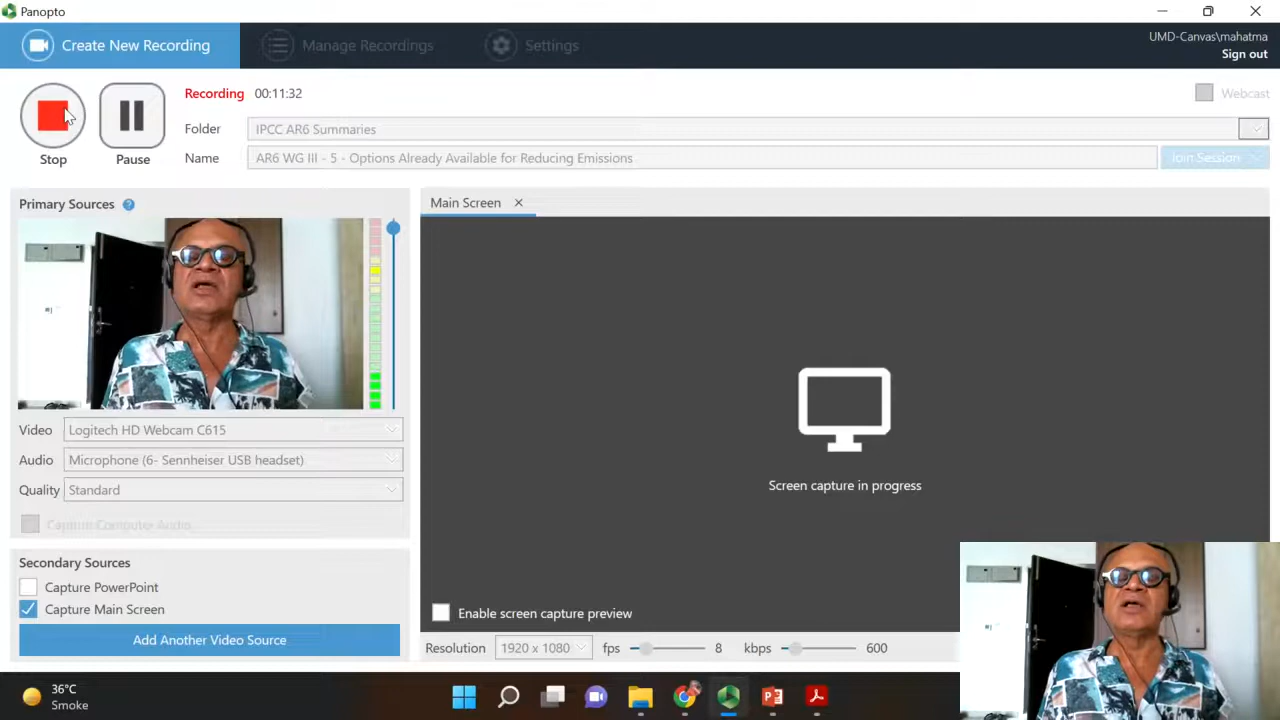 Panopto
Create New Recording
Manage Recordings
Settings
UMD-Canvas\mahatma
Sign out
Recording 00:11:32
Webcast
Folder IPCC AR6 Summaries
Stop
Pause
Name AR6 WG III - 5 - Options Already Available for Reducing Emissions
Join Session
Primary Sources ?
Main Screen
Video Logitech HD Webcam C615
Audio Microphone (6- Sennheiser USB headset)
Quality Standard
Capture Computer Audio
Screen capture in progress
Secondary Sources
Capture PowerPoint
Capture Main Screen
Add Another Video Source
Enable screen capture preview
Resolution 1920 x 1080 fps 8 kbps 600
36°C
Smoke